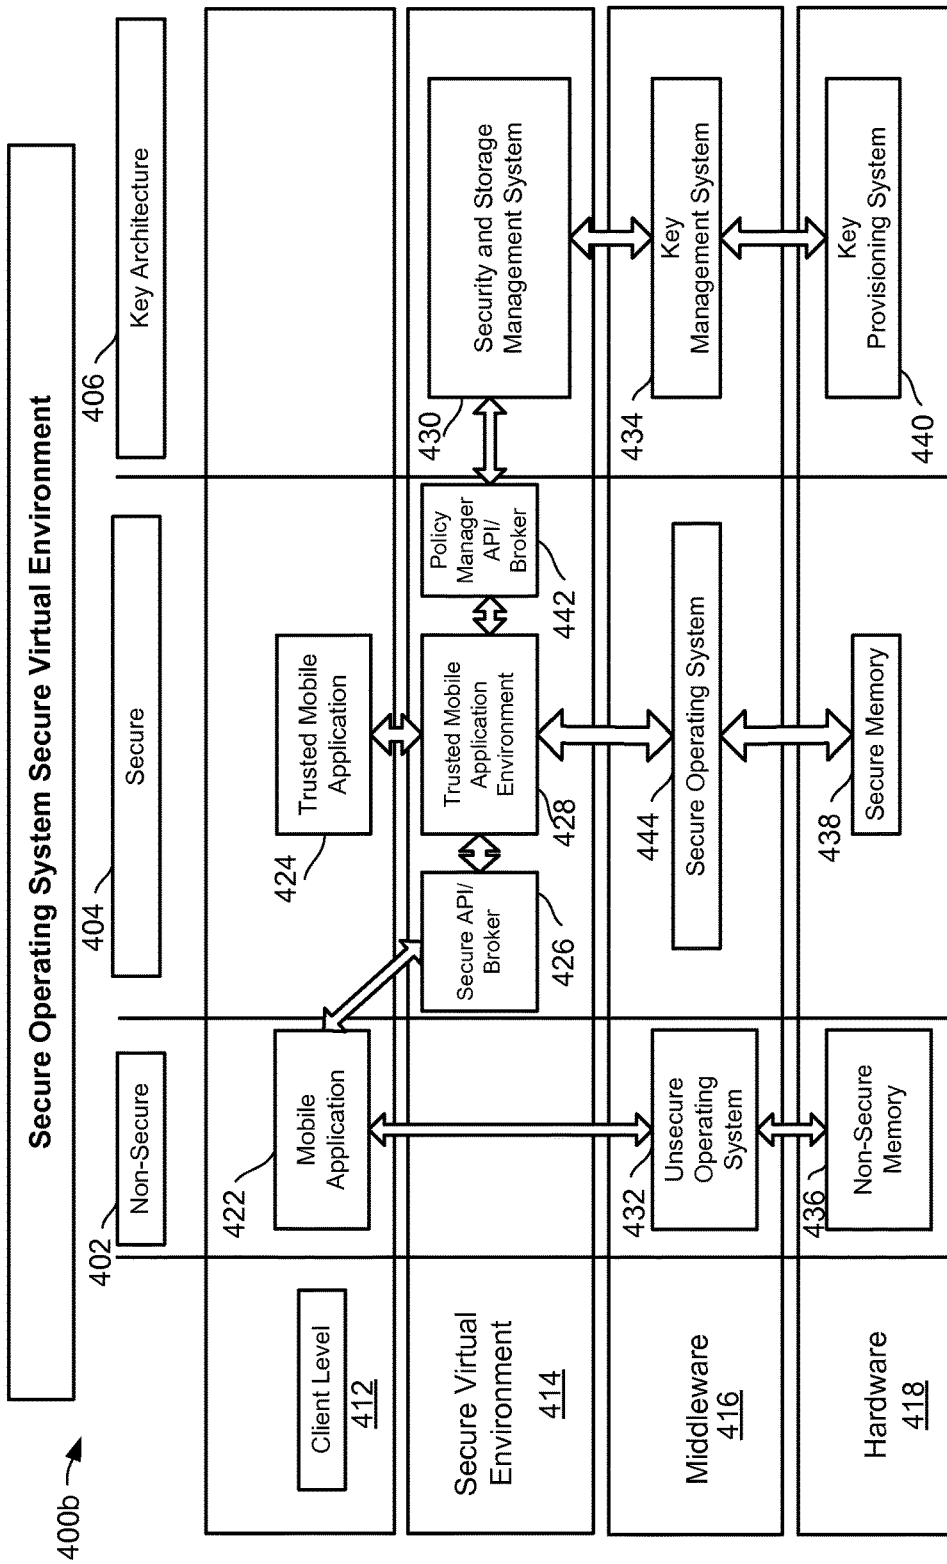 400b
Secure Operating System Secure Virtual Environment
402
Non-Secure
404
Secure
406
Key Architecture
Client Level
412
422
Mobile
Application
424
Trusted Mobile
Application
Secure Virtual
Environment
414
Secure API/
Broker
426
Trusted Mobile
Application
Environment
428
Policy
Manager
API/
Broker
442
430
Security and Storage
Management System
Middleware
416
432
Unsecure
Operating
System
444
Secure Operating System
434
Key
Management System
Hardware
418
436
Non-Secure
Memory
438
Secure Memory
Key
Provisioning System
440